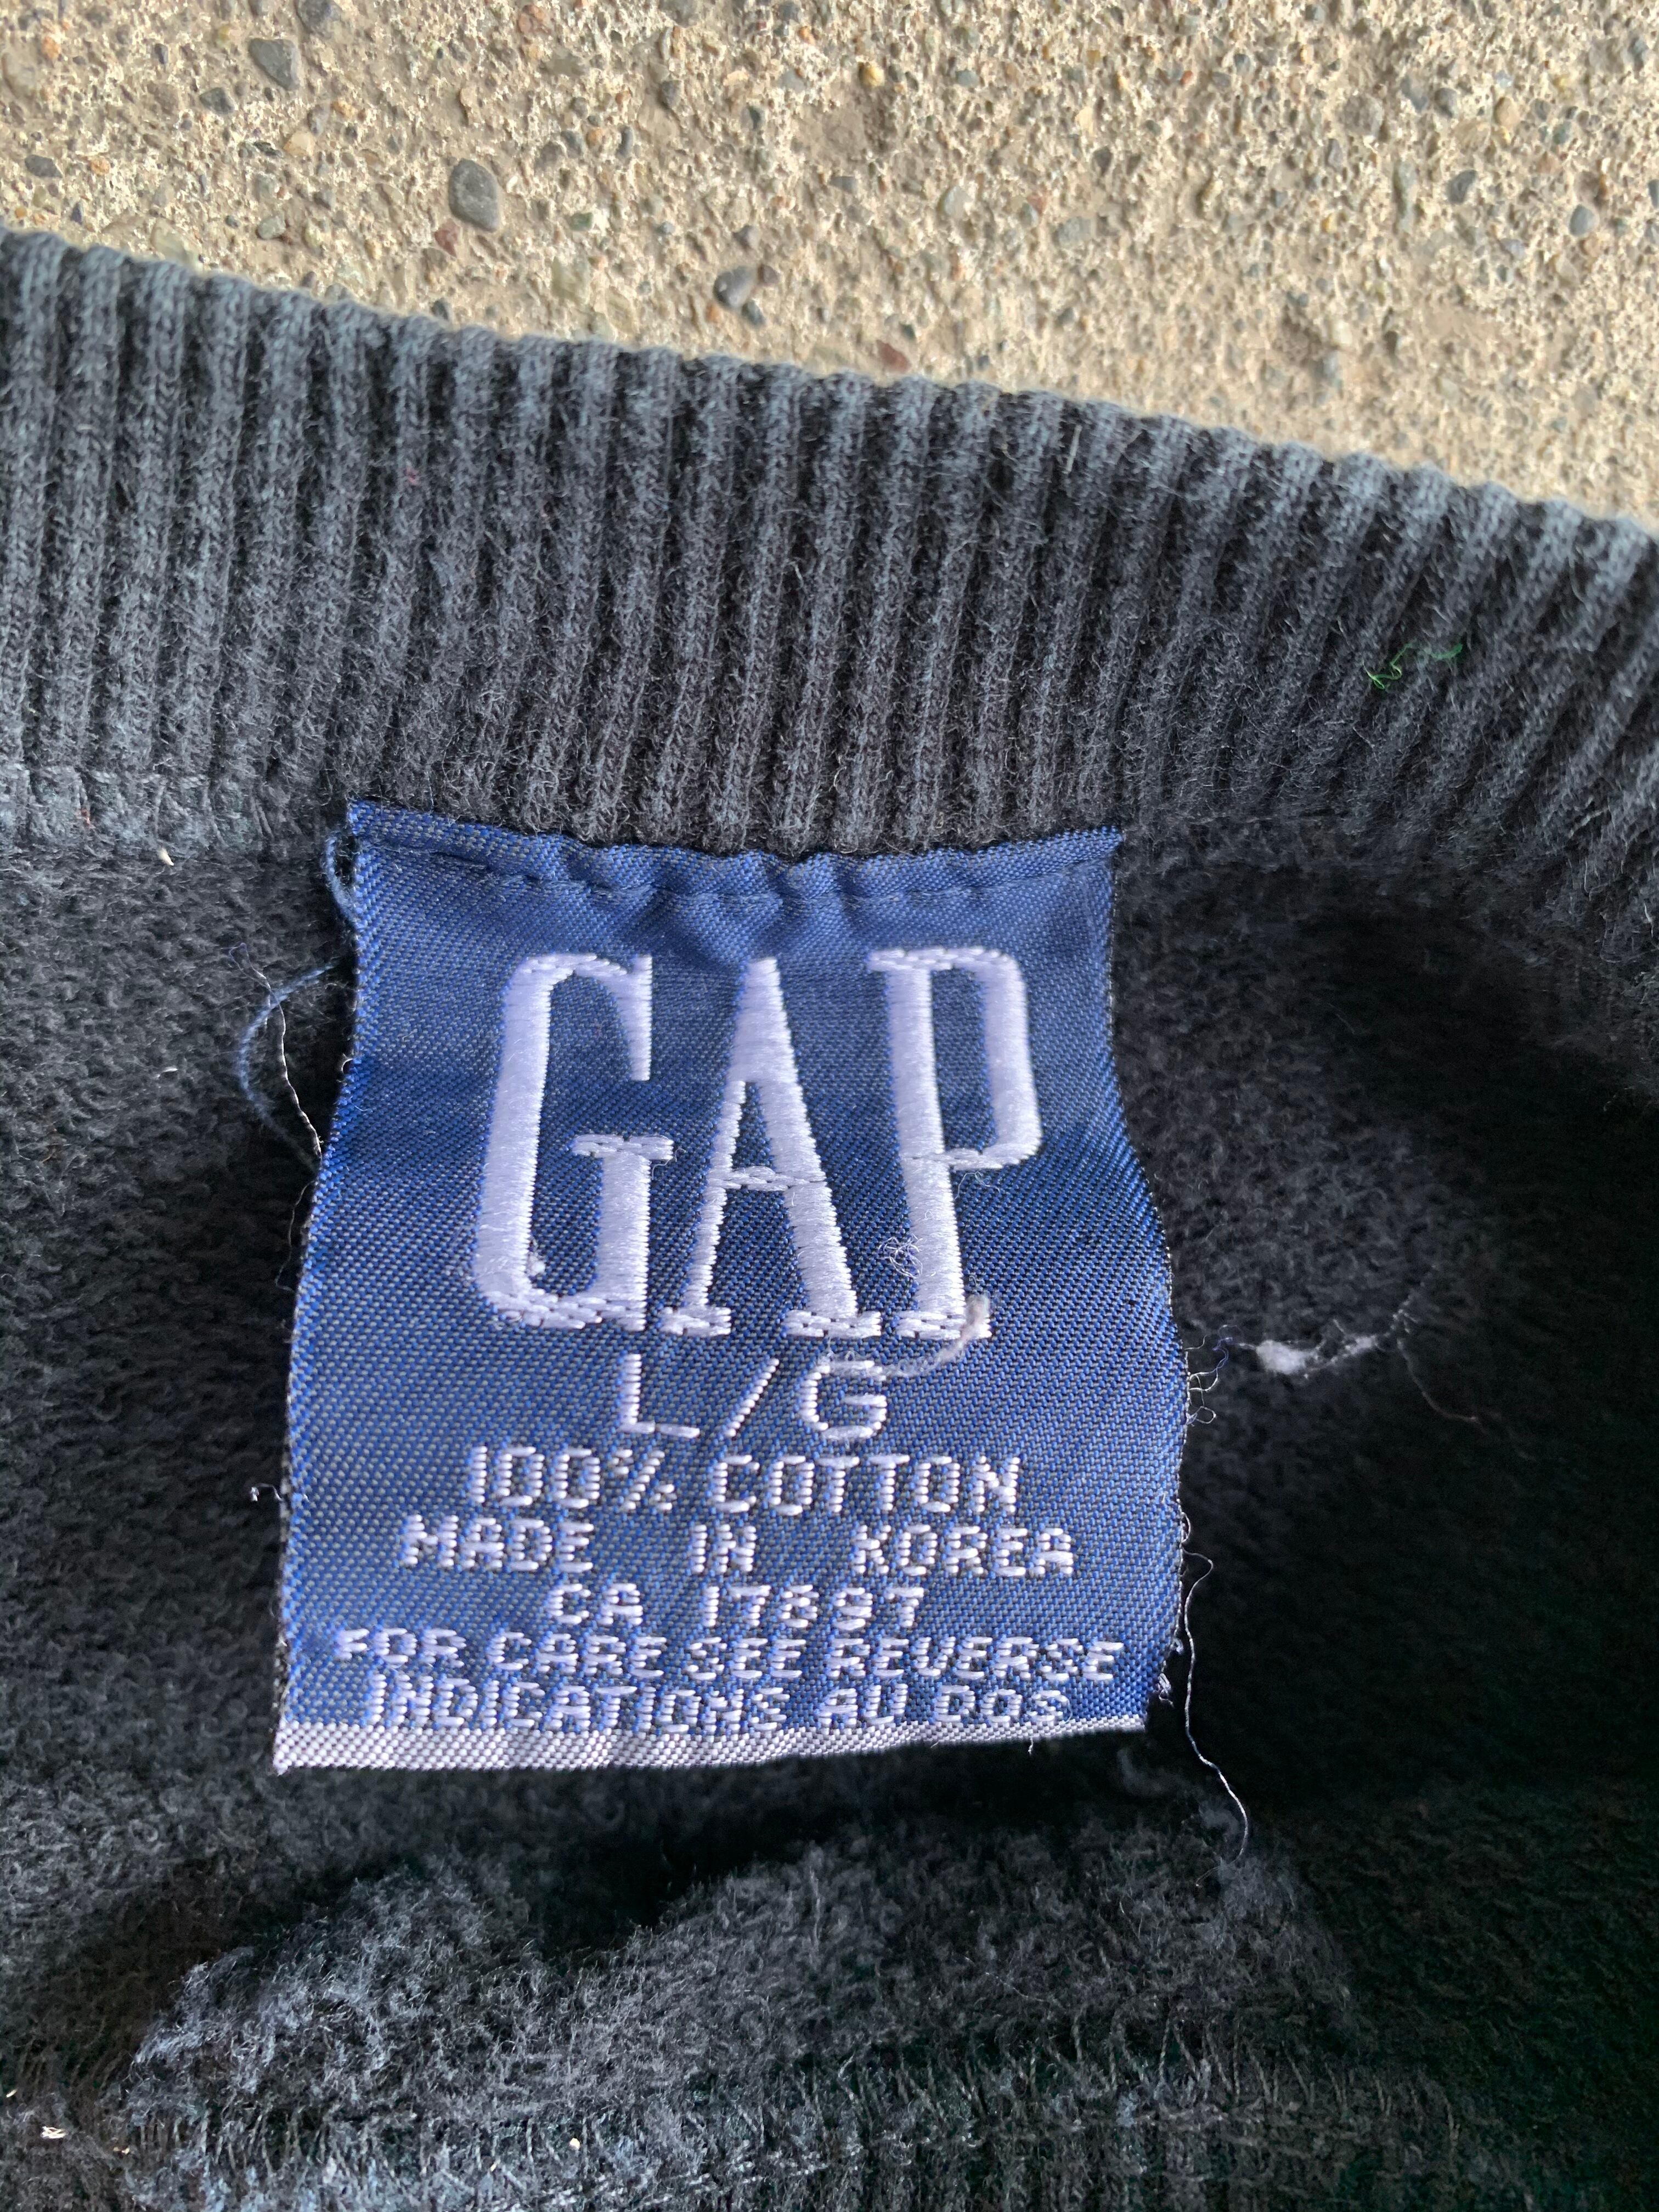 GAP
L/G
100% COTTON
MADE IN KOREA
CA 17897
FOR CARE SEE REVERSE
INDICATIONS AU DOS